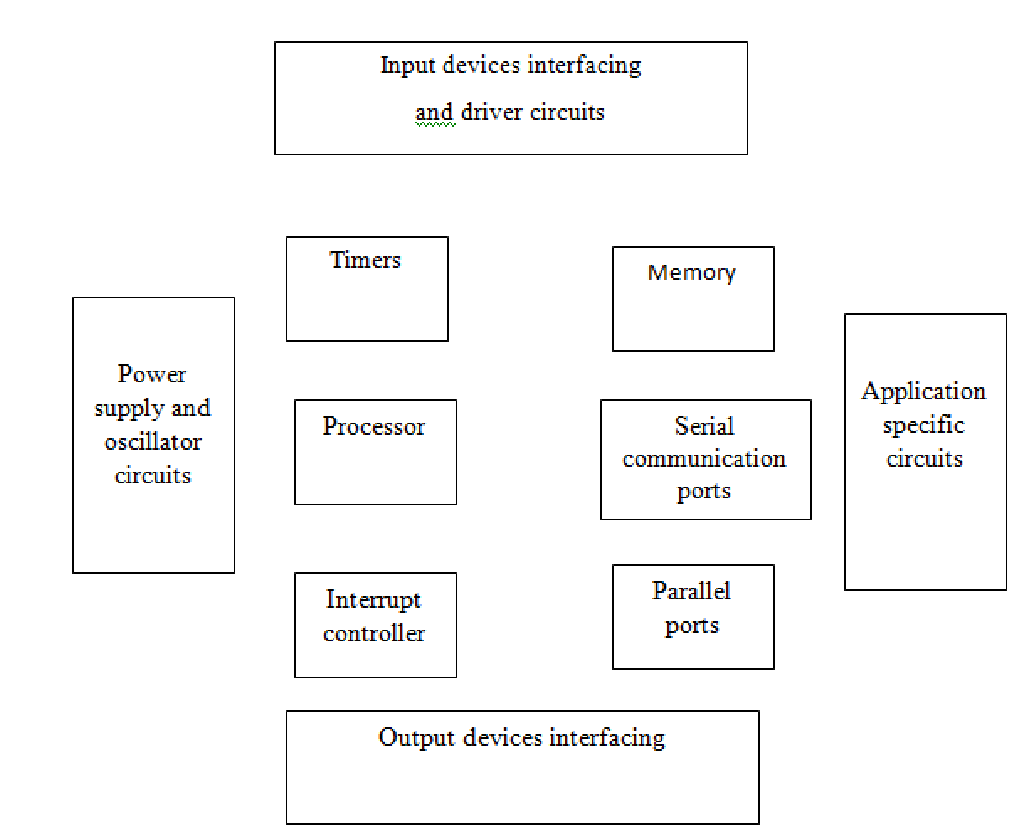 Input devices interfacing
and driver circuits
Timers
Memory
Power
supply and
oscillator
circuits
Processor
Serial
communication
ports
Application
specific
circuits
Interrupt
controller
Parallel
ports
Output devices interfacing